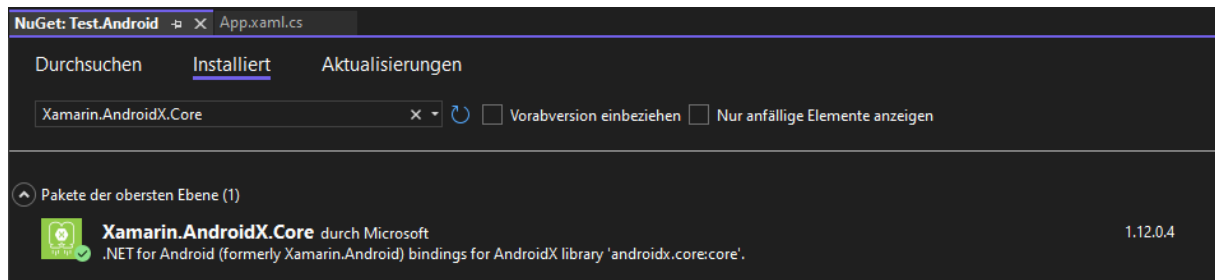 NuGet: Test.Android App.xaml.cs
Durchsuchen Installiert Aktualisierungen
Xamarin.AndroidX.Core Vorabversion einbeziehen Nur anfällige Elemente anzeigen
Pakete der obersten Ebene (1)
Xamarin.AndroidX.Core durch Microsoft 1.12.0.4
.NET for Android (formerly Xamarin.Android) bindings for AndroidX library 'androidx.core:core'.